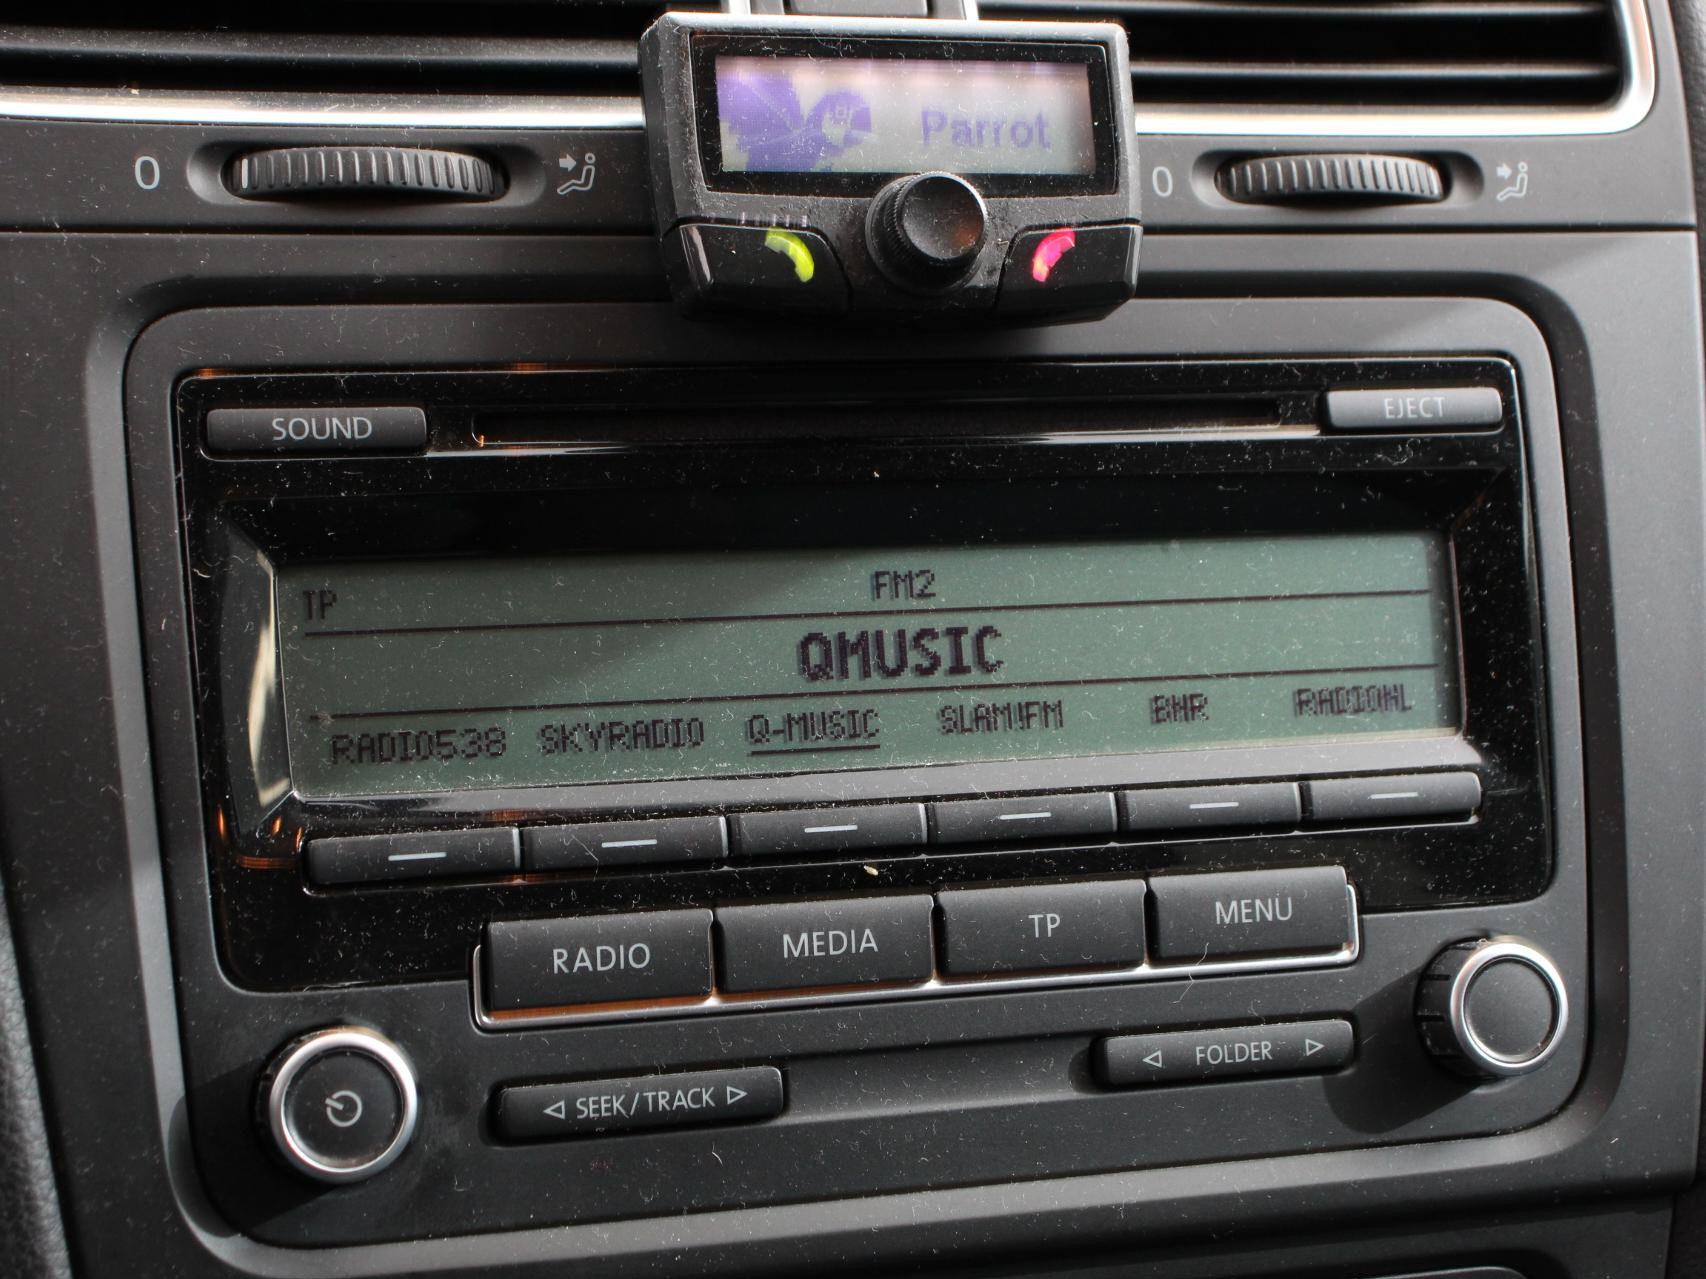 Parrot
0
0
SOUND
EJECT
TP
FM2
QMUSIC
RADIO538 SKYRADIO Q-MUSIC SLAM!FM BNR RADIONL
RADIO MEDIA TP MENU
SEEK/TRACK
FOLDER